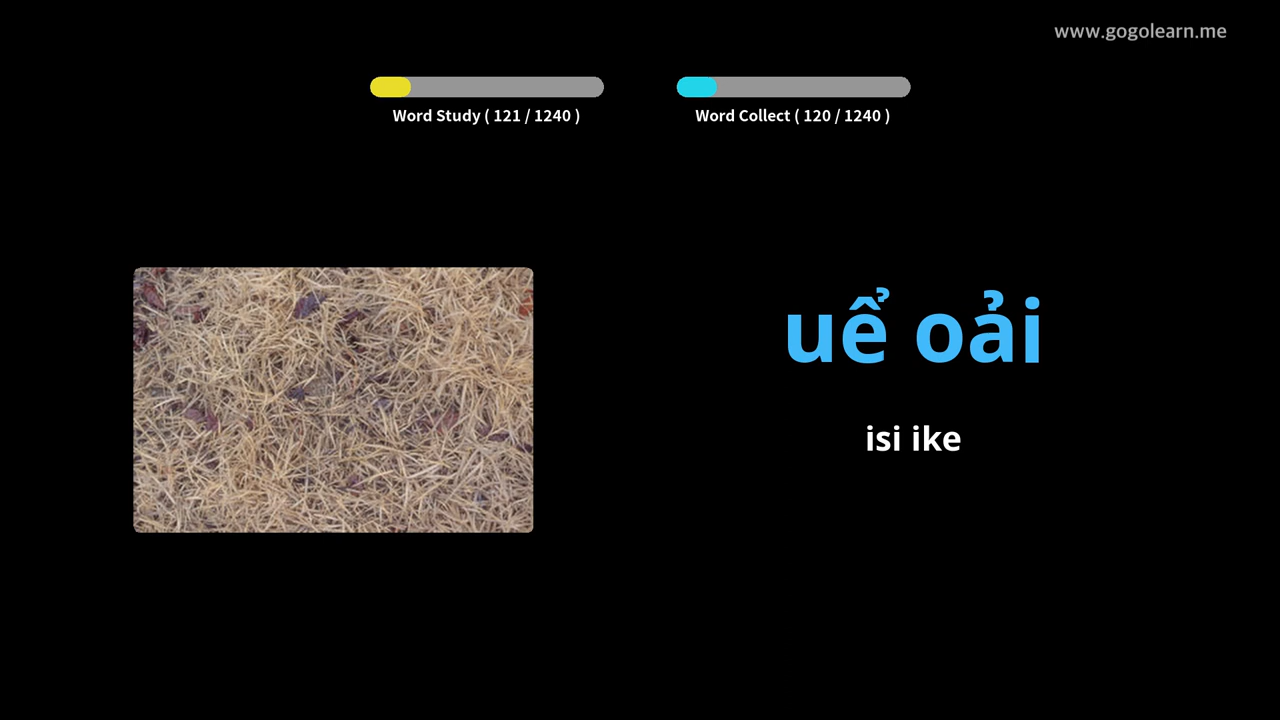 www.gogolearn.me
Word Study ( 121 / 1240 )
Word Collect ( 120 / 1240 )
uể oải
isi ike